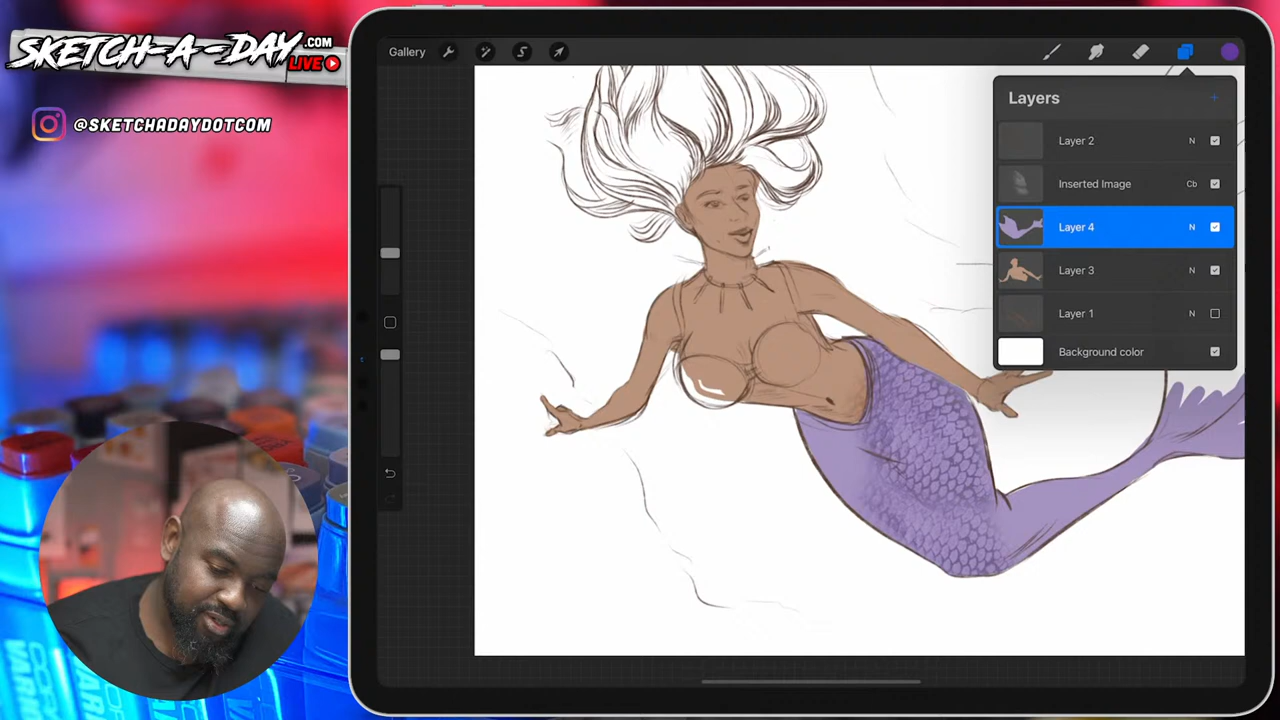 SKETCH-A-DAY.COM
LIVE
@SKETCHADAYDOTCOM
Gallery
Layers
Layer 2 N
Inserted Image Cb
Layer 4 N
Layer 3 N
Layer 1 N
Background color